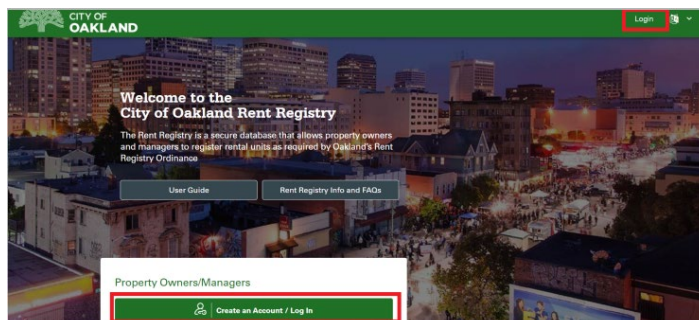 CITY OF
OAKLAND
Login
Welcome to the
City of Oakland Rent Registry
The Rent Registry is a secure database that allows property owners
and managers to register rental units as required by Oakland's Rent
Registry Ordinance
User Guide
Rent Registry Info and FAQs
Property Owners/Managers
Create an Account / Log In